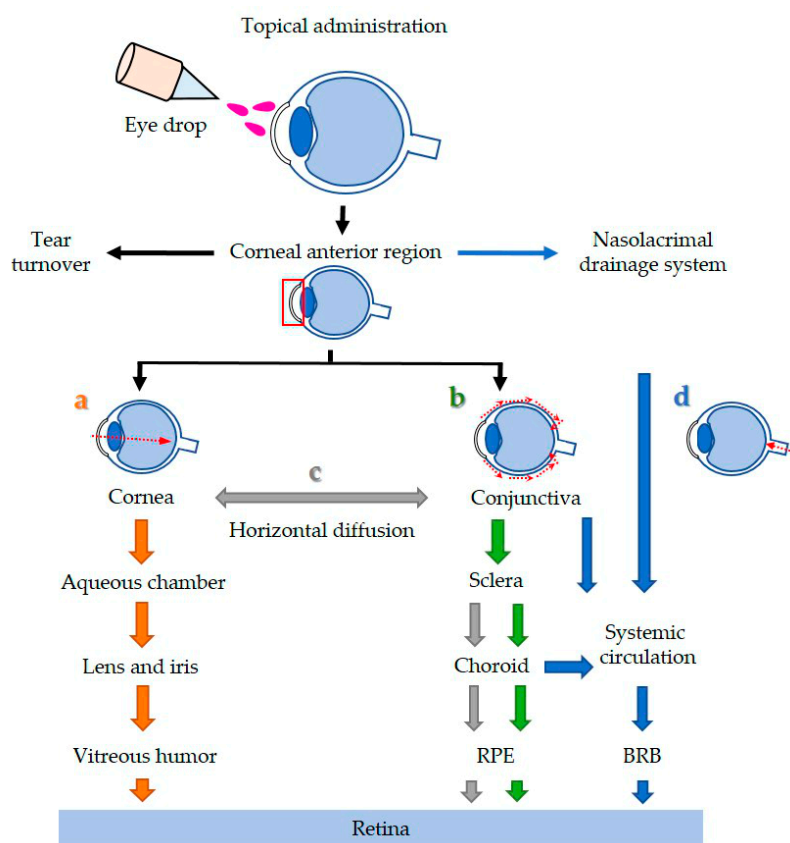 Topical administration
Eye drop
Tear
turnover
Corneal anterior region
Nasolacrimal
drainage system
a
b
d
c
Cornea
Conjunctiva
Horizontal diffusion
Aqueous chamber
Sclera
Systemic
circulation
Lens and iris
Choroid
Vitreous humor
RPE
BRB
Retina